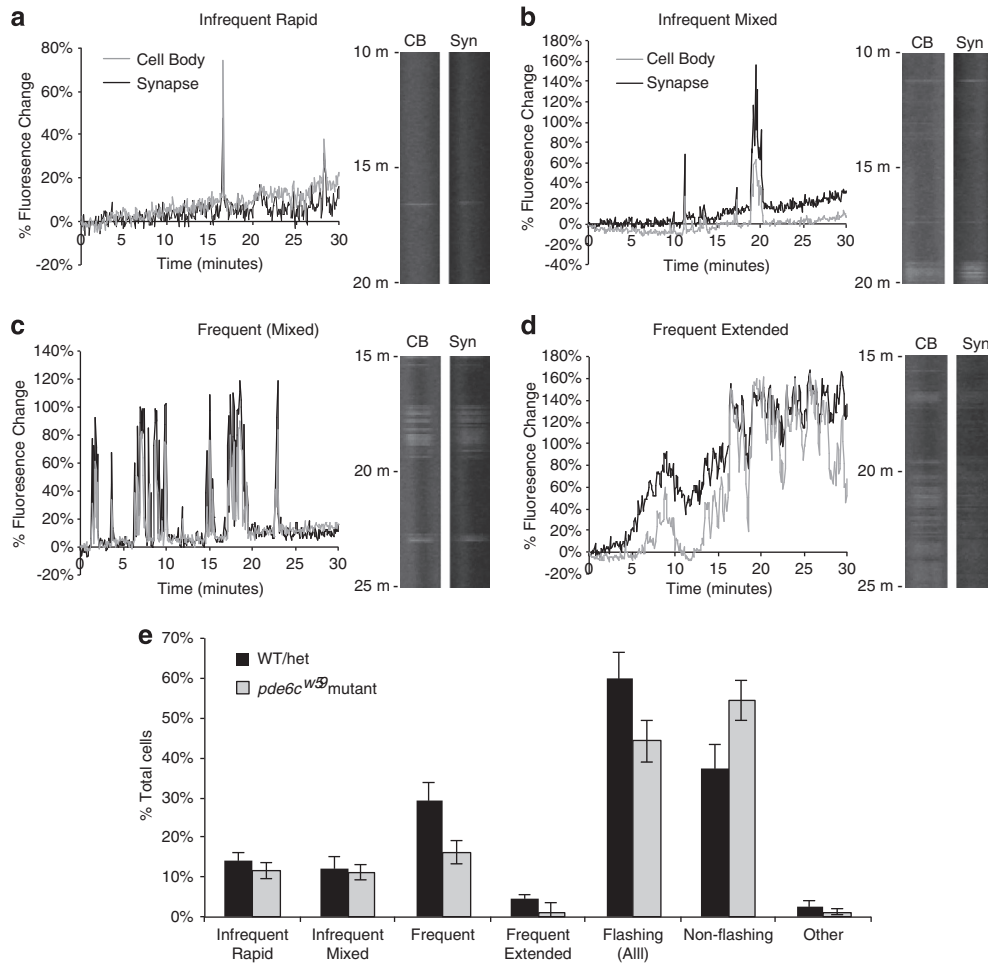 a
Infrequent Rapid
80%
60%
40%
20%
0%
-20%
% Fluoresence Change
Cell Body
Synapse
0 5 10 15 20 25 30
Time (minutes)
CB Syn
10 m
15 m
20 m
b
Infrequent Mixed
180%
160%
140%
120%
100%
80%
60%
40%
20%
0%
-20%
-40%
% Fluoresence Change
Cell Body
Synapse
0 5 10 15 20 25 30
Time (minutes)
CB Syn
10 m
15 m
20 m
c
Frequent (Mixed)
140%
120%
100%
80%
60%
40%
20%
0%
-20%
% Fluoresence Change
0 5 10 15 20 25 30
Time (minutes)
CB Syn
15 m
20 m
25 m
d
Frequent Extended
180%
160%
140%
120%
100%
80%
60%
40%
20%
0%
-20%
% Fluoresence Change
0 5 10 15 20 25 30
Time (minutes)
CB Syn
15 m
20 m
25 m
e
70%
60%
50%
40%
30%
20%
10%
0%
% Total cells
WT/het
pde6c w59 mutant
Infrequent Rapid
Infrequent Mixed
Frequent
Frequent Extended
Flashing (Alll)
Non-flashing
Other